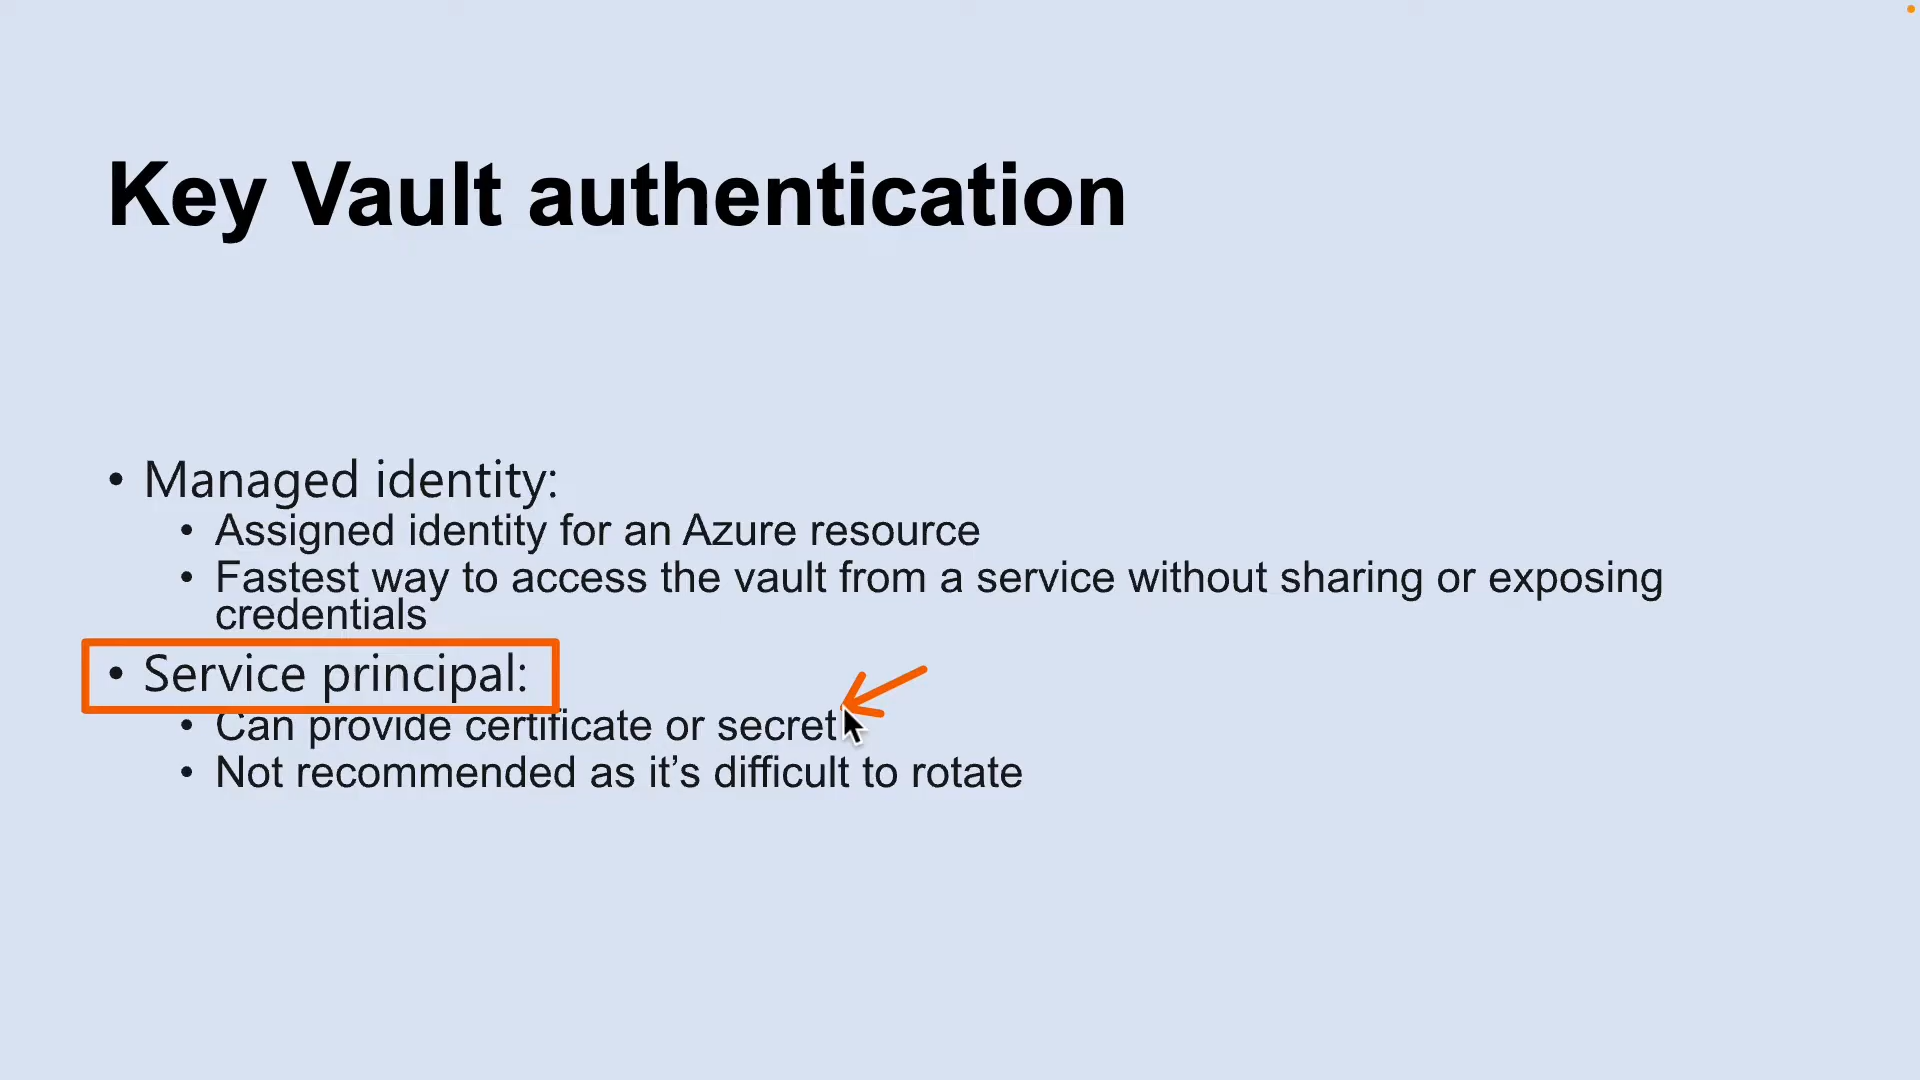 Key Vault authentication
• Managed identity:
• Assigned identity for an Azure resource
• Fastest way to access the vault from a service without sharing or exposing
credentials
• Service principal:
• Can provide certificate or secret
• Not recommended as it’s difficult to rotate